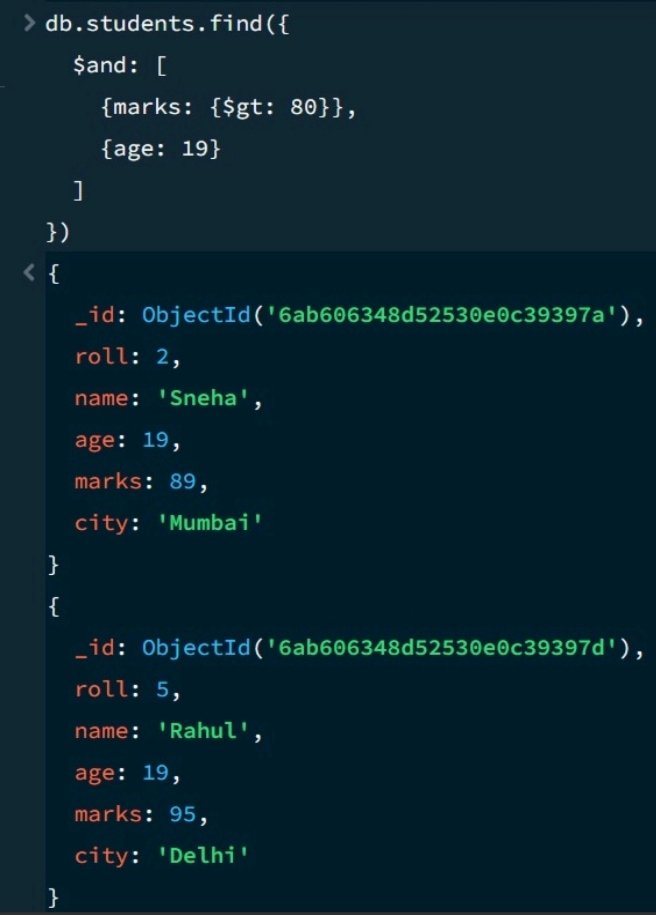 > db.students.find({
$and: [
{marks: {$gt: 80}},
{age: 19}
]
})
< {
_id: ObjectId('6ab606348d52530e0c39397a'),
roll: 2,
name: 'Sneha',
age: 19,
marks: 89,
city: 'Mumbai'
}
{
_id: ObjectId('6ab606348d52530e0c39397d'),
roll: 5,
name: 'Rahul',
age: 19,
marks: 95,
city: 'Delhi'
}